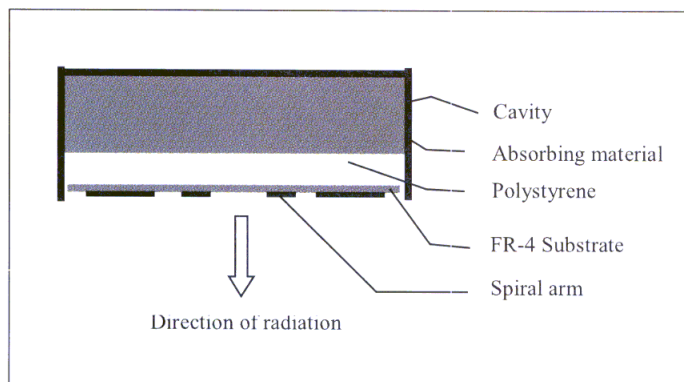 Cavity
Absorbing material
Polystyrene
FR-4 Substrate
Spiral arm
Direction of radiation